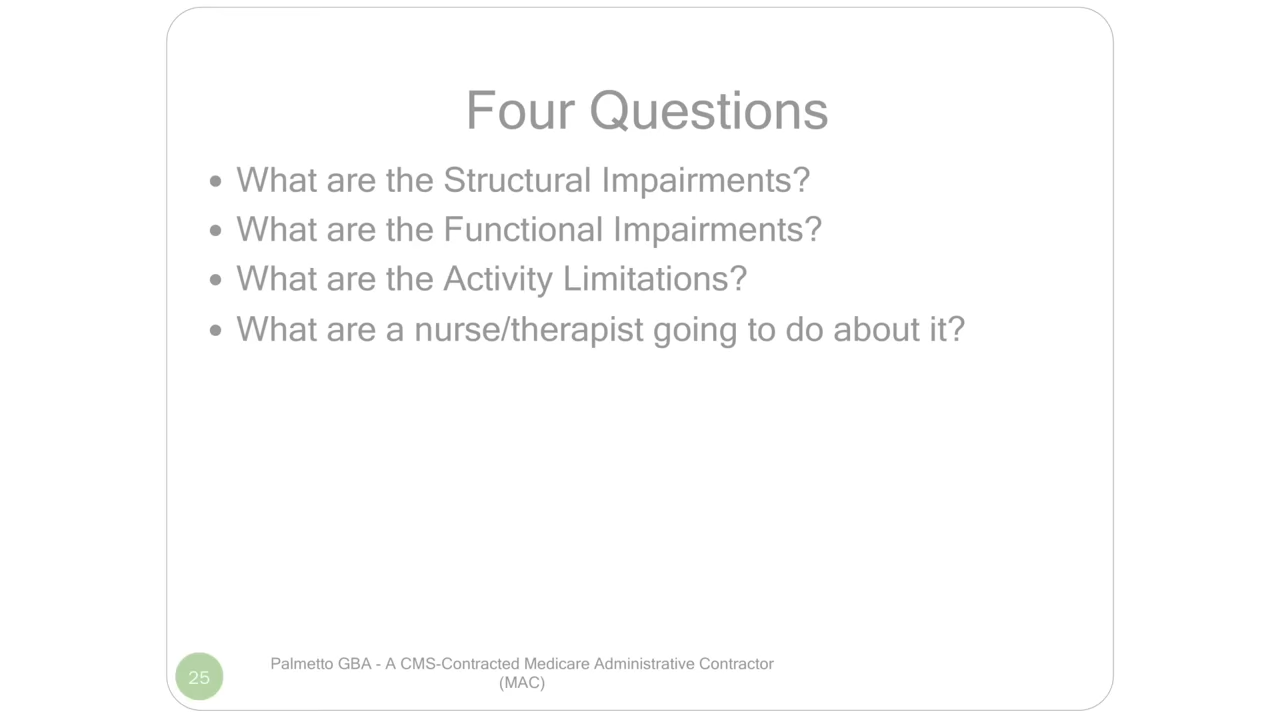 Four Questions
• What are the Structural Impairments?
• What are the Functional Impairments?
• What are the Activity Limitations?
• What are a nurse/therapist going to do about it?
25
Palmetto GBA - A CMS-Contracted Medicare Administrative Contractor
(MAC)